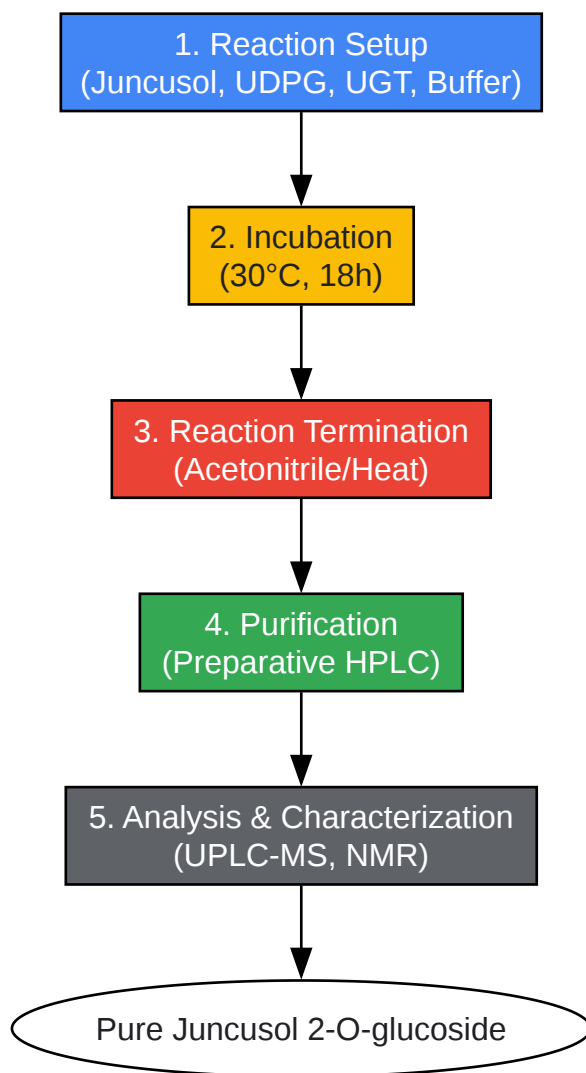 1. Reaction Setup
(Juncusol, UDPG, UGT, Buffer)
2. Incubation
(30°C, 18h)
3. Reaction Termination
(Acetonitrile/Heat)
4. Purification
(Preparative HPLC)
5. Analysis & Characterization
(UPLC-MS, NMR)
Pure Juncusol 2-O-glucoside